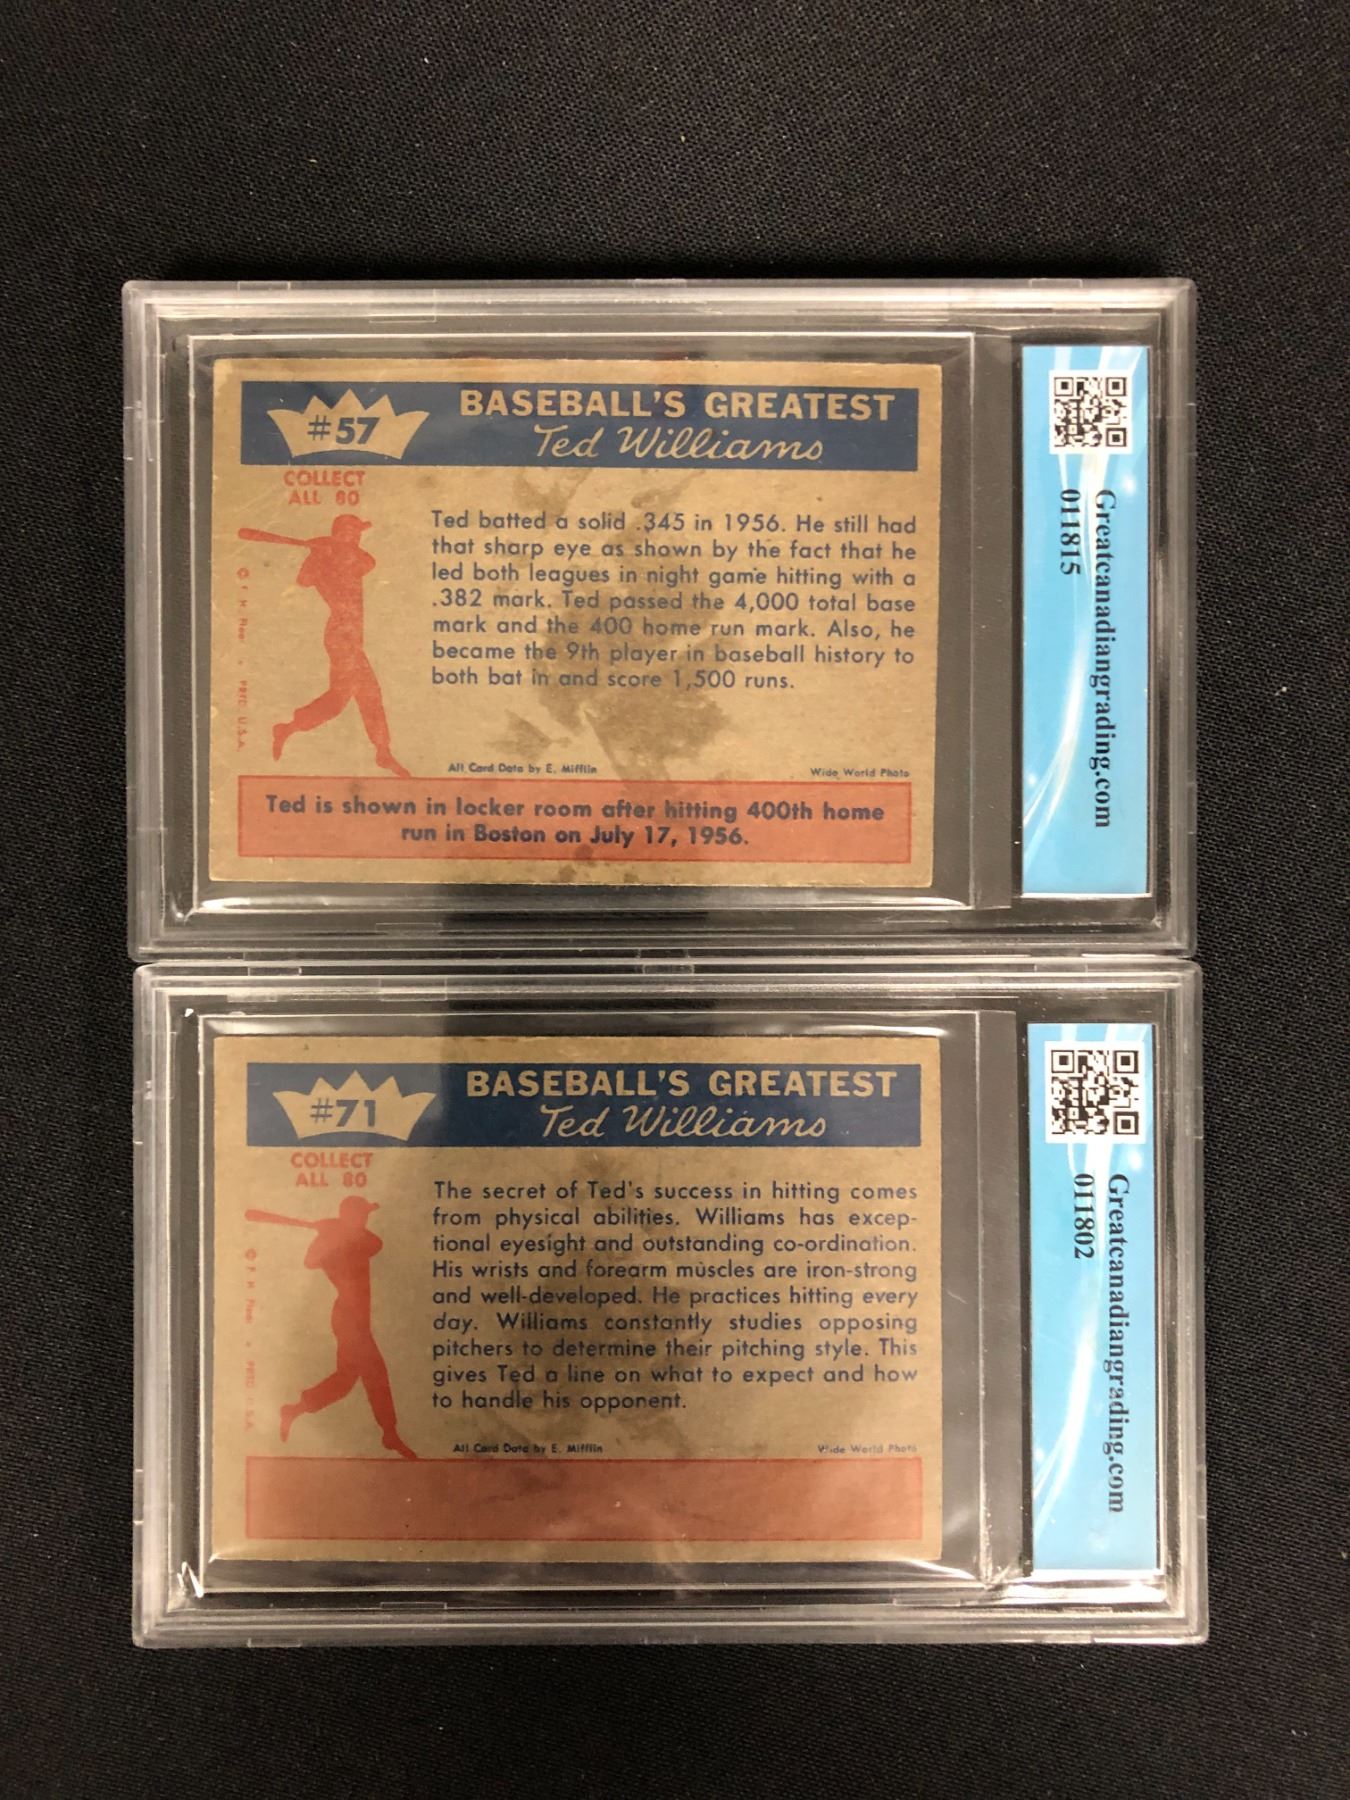 #57
BASEBALL'S GREATEST
Ted Williams
COLLECT
ALL 80
Ted batted a solid .345 in 1956. He still had
that sharp eye as shown by the fact that he
led both leagues in night game hitting with a
.382 mark. Ted passed the 4,000 total base
mark and the 400 home run mark. Also, he
became the 9th player in baseball history to
both bat in and score 1,500 runs.
© F. H. Fleer • PRTD. U.S.A.
All Card Data by E. Mifflin
Wide World Photo
Ted is shown in locker room after hitting 400th home
run in Boston on July 17, 1956.
Greatcanadiangrading.com
011815
#71
BASEBALL'S GREATEST
Ted Williams
COLLECT
ALL 80
The secret of Ted's success in hitting comes
from physical abilities. Williams has excep-
tional eyesight and outstanding co-ordination.
His wrists and forearm muscles are iron-strong
and well-developed. He practices hitting every
day. Williams constantly studies opposing
pitchers to determine their pitching style. This
gives Ted a line on what to expect and how
to handle his opponent.
© F. H. Fleer • PRTD. U.S.A.
All Card Data by E. Mifflin
Wide World Photo
Greatcanadiangrading.com
011802